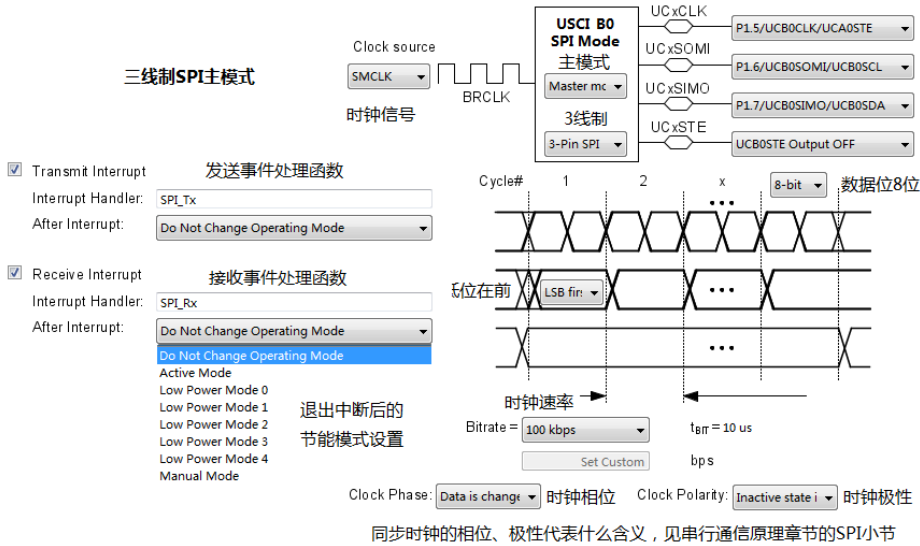 三线制SPI主模式
Clock source
SMCLK
时钟信号
BRCLK
USCI B0
SPI Mode
主模式
Master mc
3线制
3-Pin SPI
UCxCLK
P1.5/UCB0CLK/UCA0STE
UCxSOMI
P1.6/UCB0SOMI/UCB0SCL
UCxSIMO
P1.7/UCB0SIMO/UCB0SDA
UCxSTE
UCB0STE Output OFF
Transmit Interrupt 发送事件处理函数
Interrupt Handler: SPI_Tx
After Interrupt: Do Not Change Operating Mode
Receive Interrupt 接收事件处理函数
Interrupt Handler: SPI_Rx
After Interrupt: Do Not Change Operating Mode
Do Not Change Operating Mode
Active Mode
Low Power Mode 0
Low Power Mode 1
Low Power Mode 2
Low Power Mode 3
Low Power Mode 4
Manual Mode
退出中断后的
节能模式设置
Cycle# 1 2 x 8-bit 数据位8位
位在前 LSB fir
时钟速率
Bitrate = 100 kbps tBIT = 10 us
Set Custom bps
Clock Phase: Data is change 时钟相位 Clock Polarity: Inactive state i 时钟极性
同步时钟的相位、极性代表什么含义，见串行通信原理章节的SPI小节